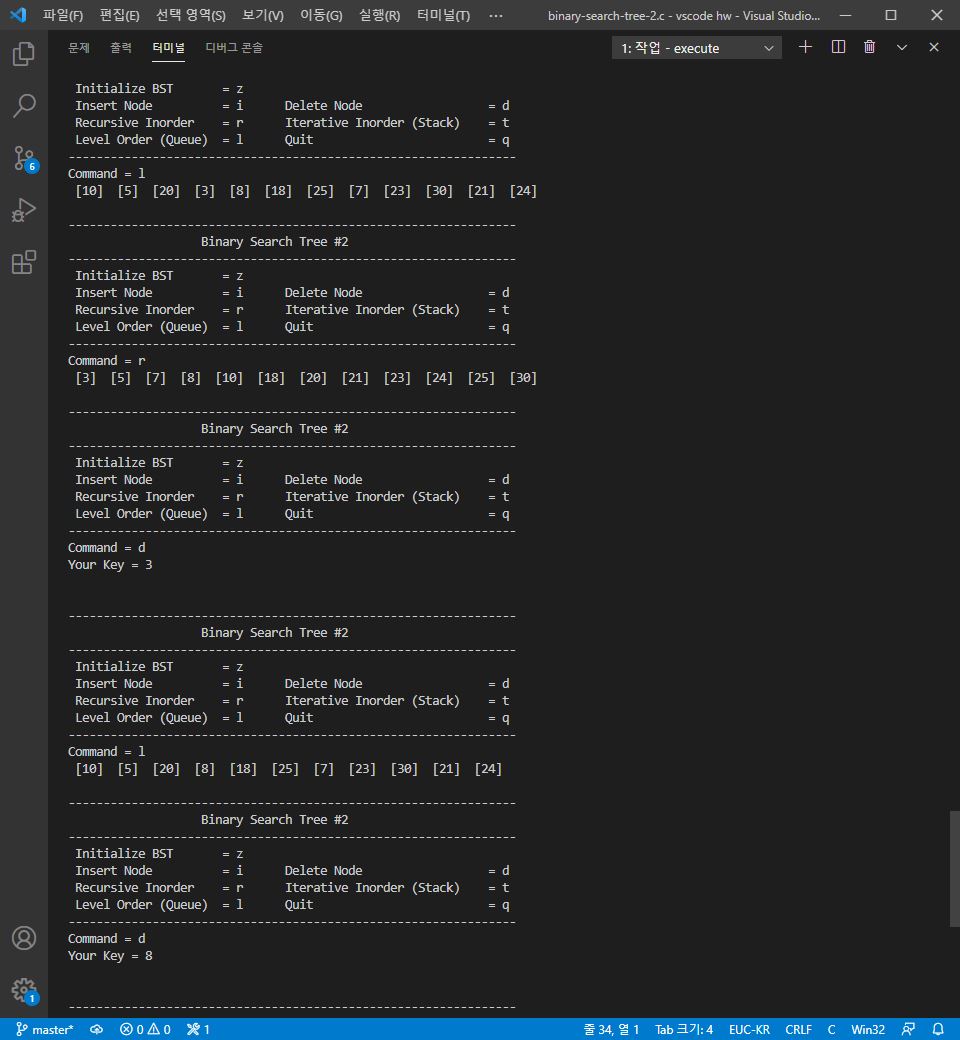 파일(F) 편집(E) 선택 영역(S) 보기(V) 이동(G) 실행(R) 터미널(T) ··· binary-search-tree-2.c - vscode hw - Visual Studio...
문제 출력 터미널 디버그 콘솔 1: 작업 - execute
Initialize BST = z
Insert Node = i Delete Node = d
Recursive Inorder = r Iterative Inorder (Stack) = t
Level Order (Queue) = l Quit = q
----------------------------------------------------------------
Command = l
[10] [5] [20] [3] [8] [18] [25] [7] [23] [30] [21] [24]
----------------------------------------------------------------
Binary Search Tree #2
----------------------------------------------------------------
Initialize BST = z
Insert Node = i Delete Node = d
Recursive Inorder = r Iterative Inorder (Stack) = t
Level Order (Queue) = l Quit = q
----------------------------------------------------------------
Command = r
[3] [5] [7] [8] [10] [18] [20] [21] [23] [24] [25] [30]
----------------------------------------------------------------
Binary Search Tree #2
----------------------------------------------------------------
Initialize BST = z
Insert Node = i Delete Node = d
Recursive Inorder = r Iterative Inorder (Stack) = t
Level Order (Queue) = l Quit = q
----------------------------------------------------------------
Command = d
Your Key = 3
----------------------------------------------------------------
Binary Search Tree #2
----------------------------------------------------------------
Initialize BST = z
Insert Node = i Delete Node = d
Recursive Inorder = r Iterative Inorder (Stack) = t
Level Order (Queue) = l Quit = q
----------------------------------------------------------------
Command = l
[10] [5] [20] [8] [18] [25] [7] [23] [30] [21] [24]
----------------------------------------------------------------
Binary Search Tree #2
----------------------------------------------------------------
Initialize BST = z
Insert Node = i Delete Node = d
Recursive Inorder = r Iterative Inorder (Stack) = t
Level Order (Queue) = l Quit = q
----------------------------------------------------------------
Command = d
Your Key = 8
----------------------------------------------------------------
6
1
master* 0 0 1 줄 34, 열 1 Tab 크기: 4 EUC-KR CRLF C Win32